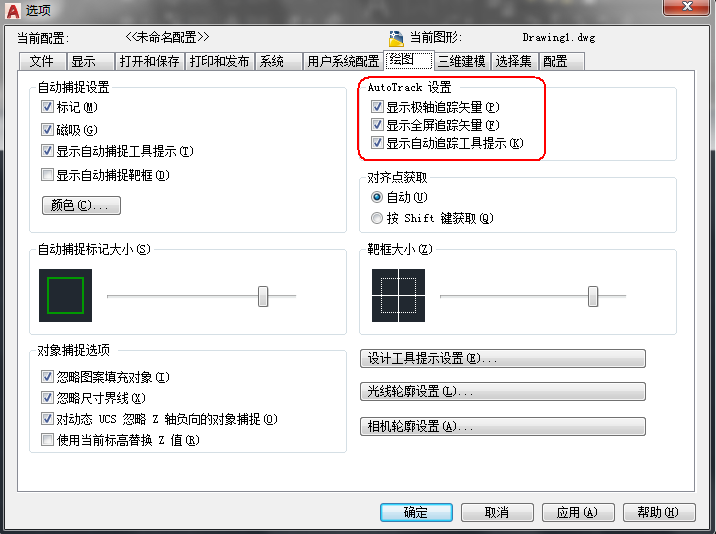 选项
当前配置: <<未命名配置>> 当前图形: Drawing1.dwg
文件 显示 打开和保存 打印和发布 系统 用户系统配置 绘图 三维建模 选择集 配置
自动捕捉设置
标记(M)
磁吸(G)
显示自动捕捉工具提示(T)
显示自动捕捉靶框(D)
颜色(C)...
AutoTrack 设置
显示极轴追踪矢量(P)
显示全屏追踪矢量(F)
显示自动追踪工具提示(K)
对齐点获取
自动(U)
按 Shift 键获取(Q)
自动捕捉标记大小(S)
靶框大小(Z)
对象捕捉选项
忽略图案填充对象(I)
忽略尺寸界线(X)
对动态 UCS 忽略 Z 轴负向的对象捕捉(O)
使用当前标高替换 Z 值(R)
设计工具提示设置(E)...
光线轮廓设置(L)...
相机轮廓设置(A)...
确定 取消 应用(A) 帮助(H)